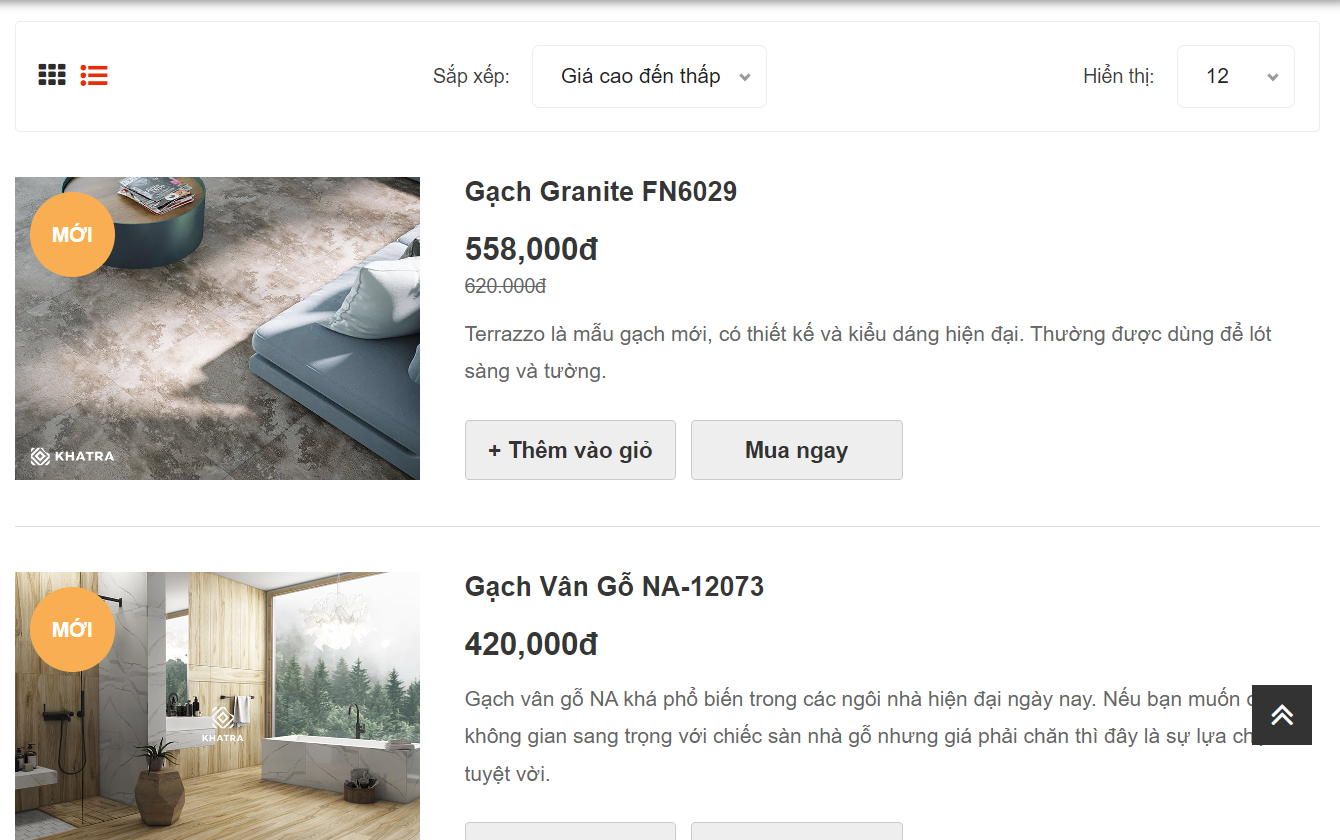 Sắp xếp:
Giá cao đến thấp
Hiển thị:
12
MỚI
KHATRA
Gạch Granite FN6029
558,000đ
620.000đ
Terrazzo là mẫu gạch mới, có thiết kế và kiểu dáng hiện đại. Thường được dùng để lót
sàng và tường.
+ Thêm vào giỏ
Mua ngay
MỚI
KHATRA
Gạch Vân Gỗ NA-12073
420,000đ
Gạch vân gỗ NA khá phổ biến trong các ngôi nhà hiện đại ngày nay. Nếu bạn muốn
không gian sang trọng với chiếc sàn nhà gỗ nhưng giá phải chăn thì đây là sự lựa
tuyệt vời.